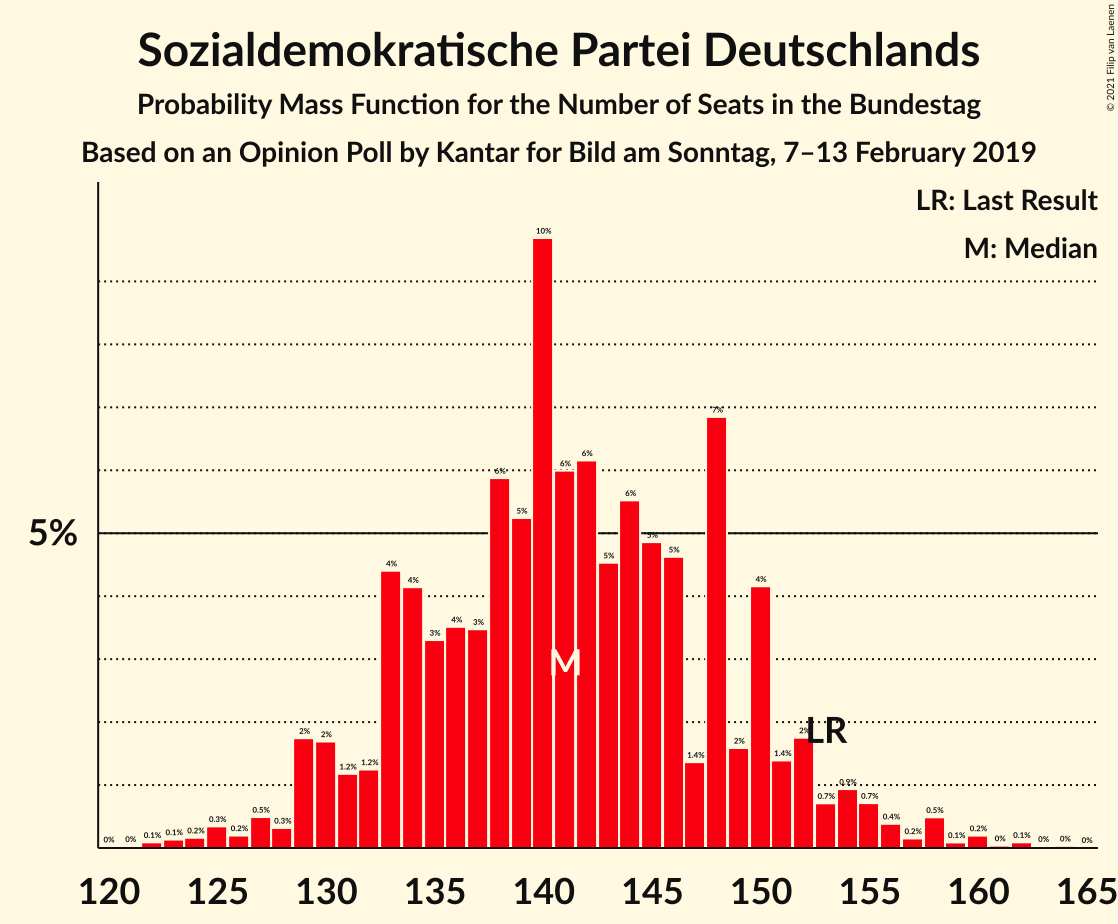 Sozialdemokratische Partei Deutschlands
Probability Mass Function for the Number of Seats in the Bundestag
Based on an Opinion Poll by Kantar for Bild am Sonntag, 7–13 February 2019
© 2021 Filip van Laenen
LR: Last Result
M: Median
5%
0% 0% 0.1% 0.1% 0.2% 0.3% 0.2% 0.5% 0.3% 2% 2% 1.2% 1.2% 4% 4% 3% 4% 3% 6% 5% 10% 6% 6% 5% 6% 5% 5% 1.4% 7% 2% 4% 1.4% 2% 0.7% 0.9% 0.7% 0.4% 0.2% 0.5% 0.1% 0.2% 0% 0.1% 0% 0% 0%
M
LR
120 125 130 135 140 145 150 155 160 165